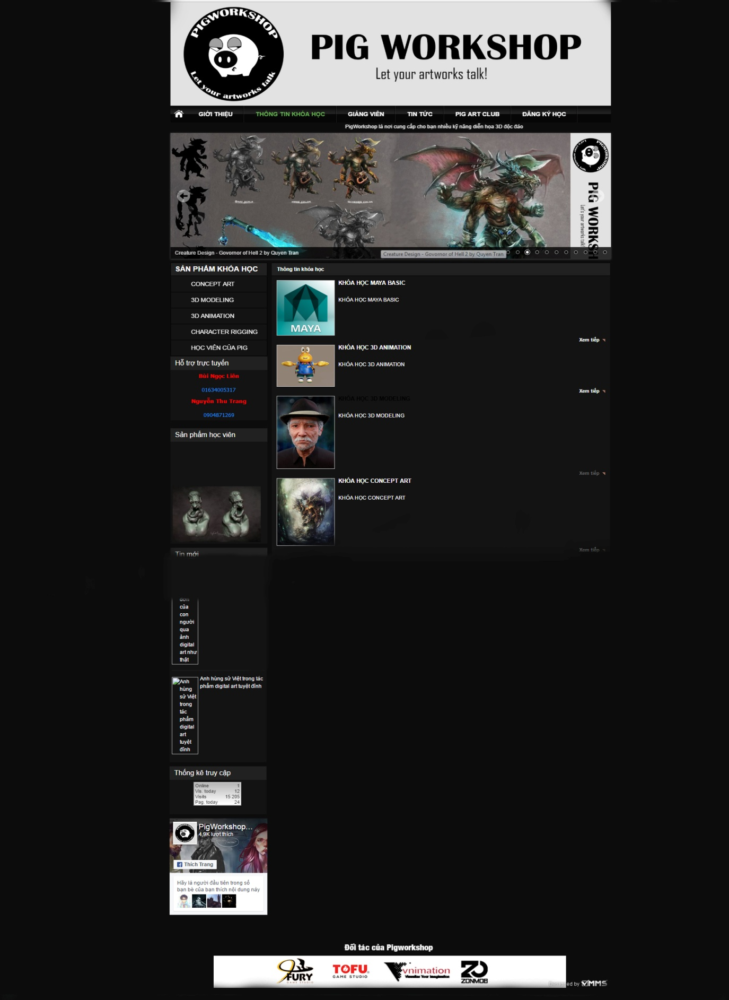 PIGWORKSHOP
Let your artworks talk
PIG WORKSHOP
Let your artworks talk!
GIỚI THIỆU THÔNG TIN KHÓA HỌC GIẢNG VIÊN TIN TỨC PIG ART CLUB ĐĂNG KÝ HỌC
PigWorkshop là nơi cung cấp cho bạn nhiều kỹ năng diễn họa 3D độc đáo
PIGWORKSHOP
PIG WORKSH
Let's your artworks talk!
Creature Design - Govornor of Hell 2 by Quyen Tran
Creature Design - Govornor of Hell 2 by Quyen Tran
SẢN PHẨM KHÓA HỌC
CONCEPT ART
3D MODELING
3D ANIMATION
CHARACTER RIGGING
HỌC VIÊN CỦA PIG
Hỗ trợ trực tuyến
Bùi Ngọc Liên
01634005317
Nguyễn Thu Trang
0904871269
Sản phẩm học viên
Tin mới
Thông tin khóa học
MAYA
KHÓA HỌC MAYA BASIC
KHÓA HỌC MAYA BASIC
Xem tiếp
KHÓA HỌC 3D ANIMATION
KHÓA HỌC 3D ANIMATION
Xem tiếp
KHÓA HỌC 3D MODELING
KHÓA HỌC 3D MODELING
Xem tiếp
KHÓA HỌC CONCEPT ART
KHÓA HỌC CONCEPT ART
Xem tiếp
của
con
người
qua
ảnh
digital
art như
thật
Anh
hùng
sử Việt
trong
tác
phẩm
digital
art
tuyệt
đỉnh
Anh hùng sử Việt trong tác
phẩm digital art tuyệt đỉnh
Thống kê truy cập
Online 1
Vis. today 12
Visits 15 205
Pag. today 24
PigWorkshop...
4,9K lượt thích
Thích Trang
Hãy là người đầu tiên trong số
bạn bè của bạn thích nội dung này
Đối tác của Pigworkshop
FURY
GAME STUDIO
TOFU
GAME STUDIO
Vnimation
Visualize Your Imagination
ZONMOB
Designed by VMMS